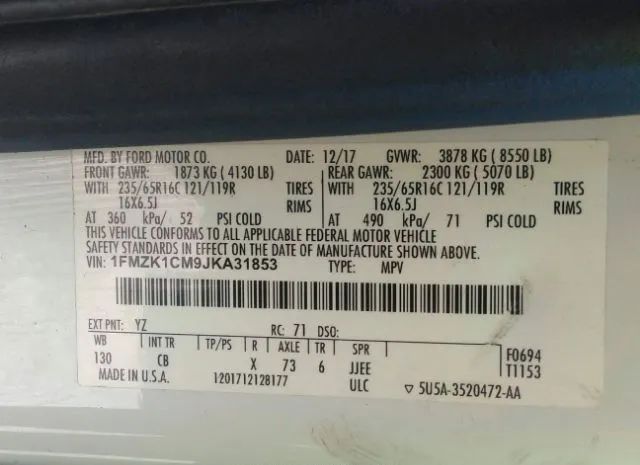 MFD. BY FORD MOTOR CO. DATE: 12/17 GVWR: 3878 KG ( 8550 LB)
FRONT GAWR: 1873 KG ( 4130 LB) REAR GAWR: 2300 KG ( 5070 LB)
WITH 235/65R16C 121/119R TIRES WITH 235/65R16C 121/119R TIRES
16X6.5J RIMS 16X6.5J RIMS
AT 360 kPa/ 52 PSI COLD AT 490 kPa/ 71 PSI COLD
THIS VEHICLE CONFORMS TO ALL APPLICABLE FEDERAL MOTOR VEHICLE
SAFETY STANDARDS IN EFFECT ON THE DATE OF MANUFACTURE SHOWN ABOVE.
VIN: 1FMZK1CM9JKA31853 TYPE: MPV
EXT PNT: YZ RC: 71 DSO:
WB INT TR TP/PS R AXLE TR SPR F0694
130 CB X 73 6 JJEE T1153
MADE IN U.S.A. 1201712128177 ULC ▽ 5U5A-3520472-AA